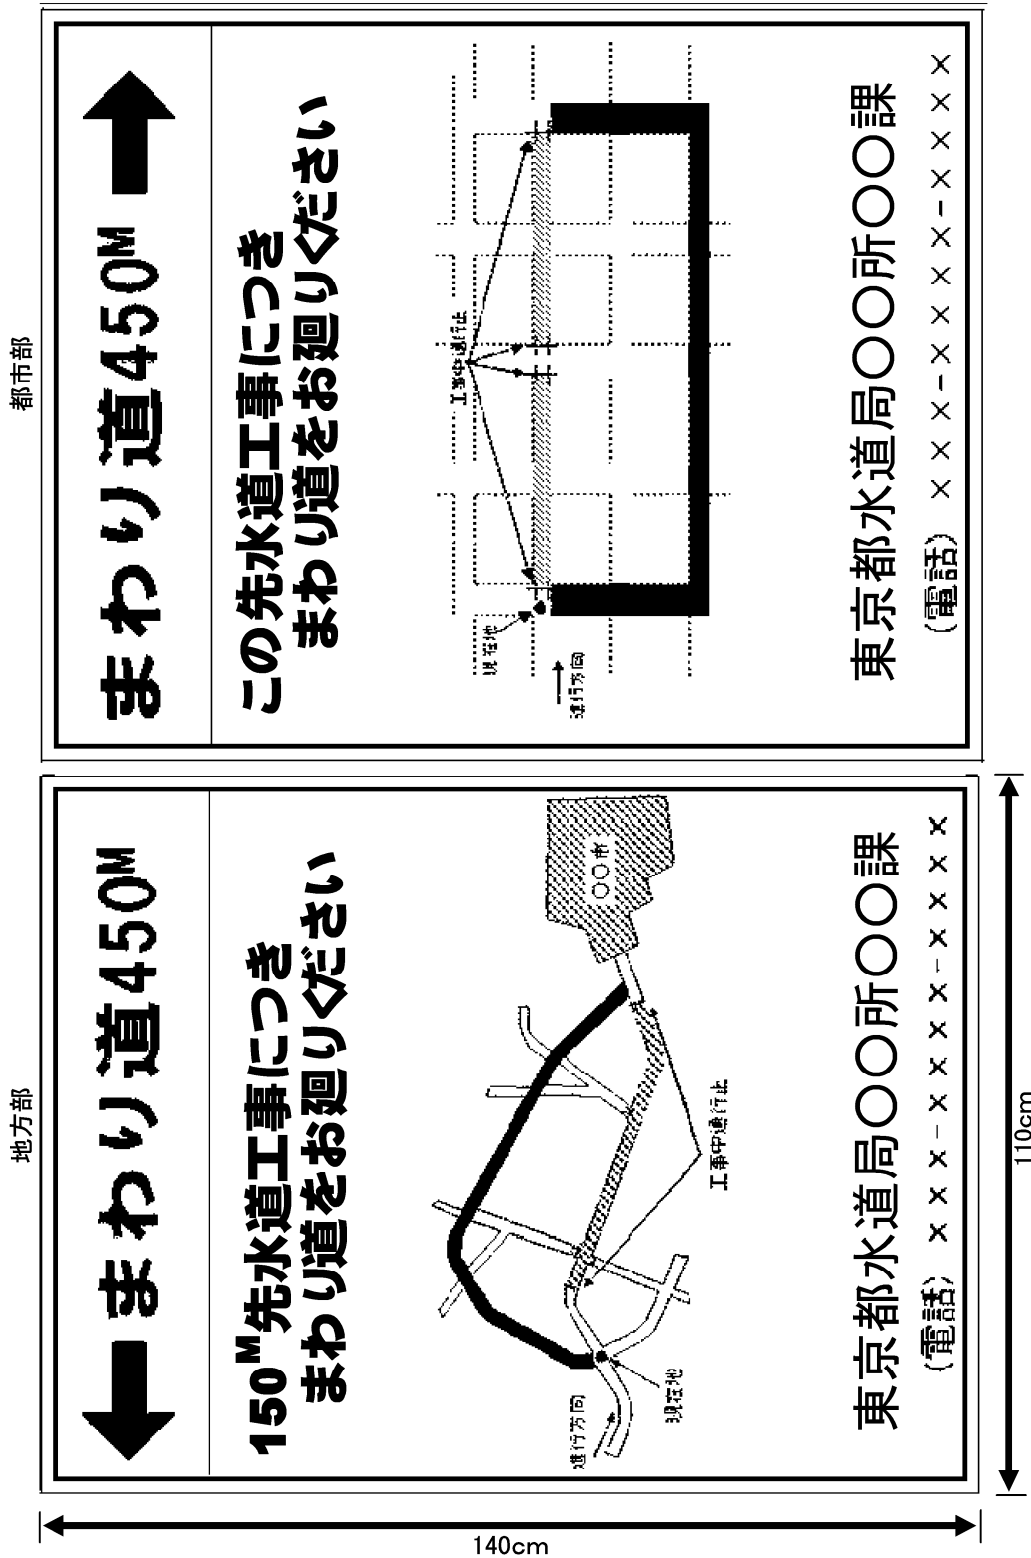 地方部
まわり道450M
150M先水道工事につき
まわり道をお廻りください
〇〇市
工事中通行止
現在地
進行方向
東京都水道局〇〇所〇〇課
(電話) ×××-××××-××××
140cm
110cm
都市部
まわり道450M
この先水道工事につき
まわり道をお廻りください
工事中通行止
現在地
進行方向
東京都水道局〇〇所〇〇課
(電話) ×××-××××-××××